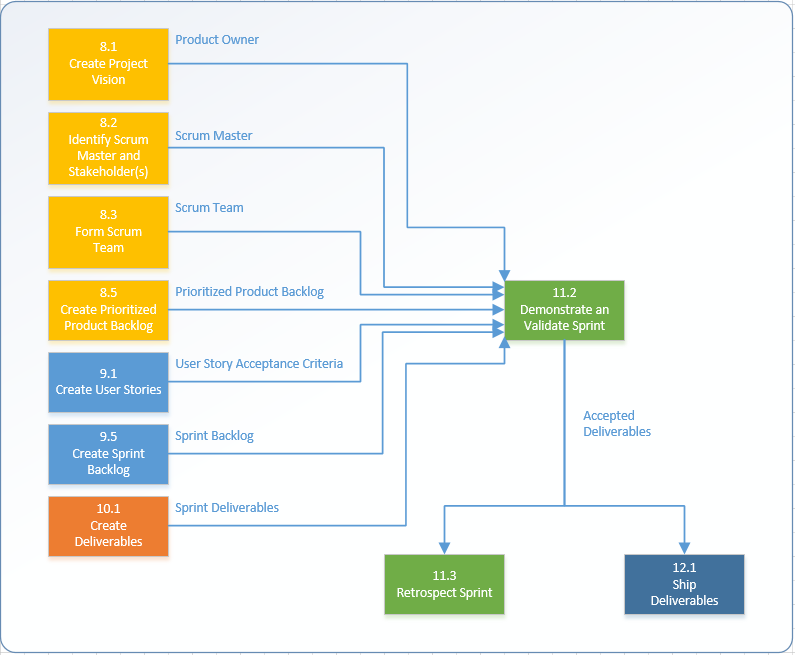 8.1
Create Project
Vision
Product Owner
8.2
Identify Scrum
Master and
Stakeholder(s)
Scrum Master
8.3
Form Scrum
Team
Scrum Team
8.5
Create Prioritized
Product Backlog
Prioritized Product Backlog
9.1
Create User Stories
User Story Acceptance Criteria
9.5
Create Sprint
Backlog
Sprint Backlog
10.1
Create
Deliverables
Sprint Deliverables
11.2
Demonstrate an
Validate Sprint
Accepted
Deliverables
11.3
Retrospect Sprint
12.1
Ship
Deliverables